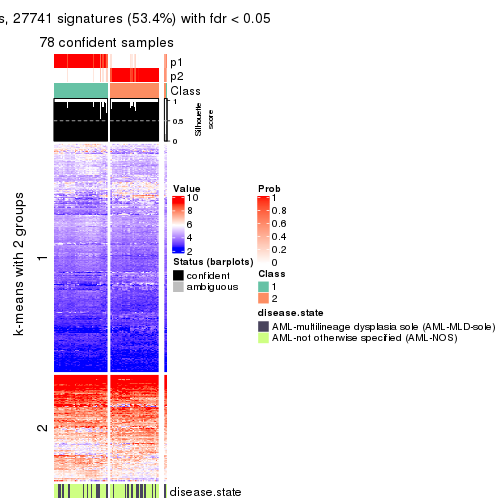 s, 27741 signatures (53.4%) with fdr < 0.05
78 confident samples
p1
p2
Class
1
0.5
0
Silhouette
score
k-means with 2 groups
1
2
Value
10
8
6
4
2
Status (barplots)
confident
ambiguous
Prob
1
0.8
0.6
0.4
0.2
0
Class
1
2
disease.state
AML-multilineage dysplasia sole (AML-MLD-sole)
AML-not otherwise specified (AML-NOS)
disease.state